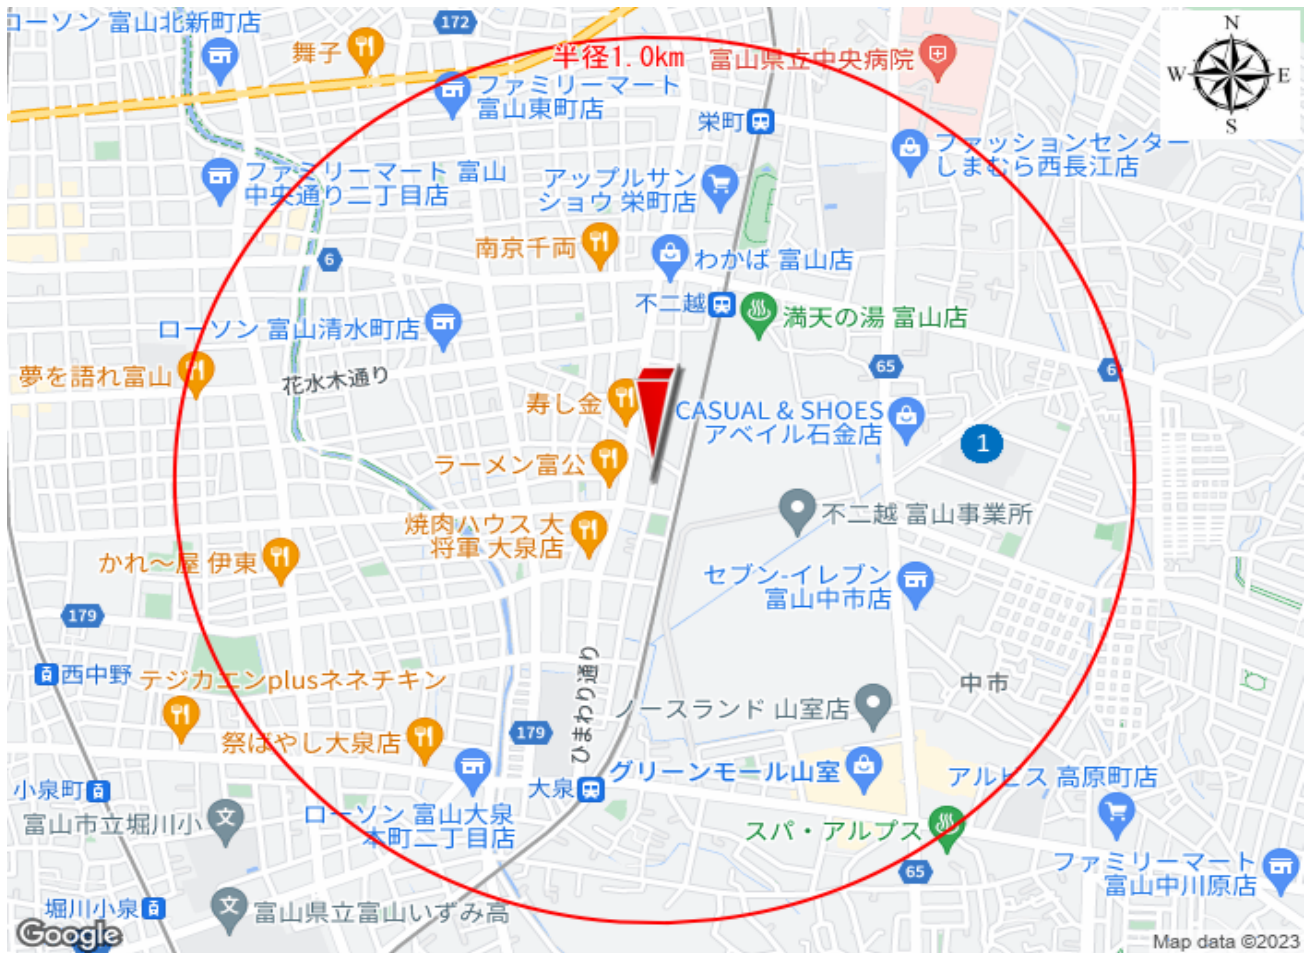 ローソン 富山北新町店
172
舞子
半径1.0km
富山県立中央病院
N
W
E
S
ファミリーマート
富山東町店
栄町
ファッションセンター
しまむら西長江店
ファミリーマート 富山
中央通り二丁目店
アップルサン
ショウ 栄町店
南京千両
6
わかば 富山店
不二越
満天の湯 富山店
ローソン 富山清水町店
65
6
夢を語れ富山
花水木通り
寿し金
CASUAL & SHOES
アベイル石金店
1
ラーメン富公
不二越 富山事業所
焼肉ハウス 大
将軍 大泉店
かれ〜屋 伊東
セブン-イレブン
富山中市店
179
西中野
テジカエンplusネネチキン
ひまわり通り
中市
ノースランド 山室店
179
祭ばやし大泉店
グリーンモール山室
アルビス 高原町店
小泉町
大泉
富山市立堀川小
ローソン 富山大泉
本町二丁目店
スパ・アルプス
65
ファミリーマート
富山中川原店
堀川小泉
富山県立富山いずみ高
Google
Map data ©2023